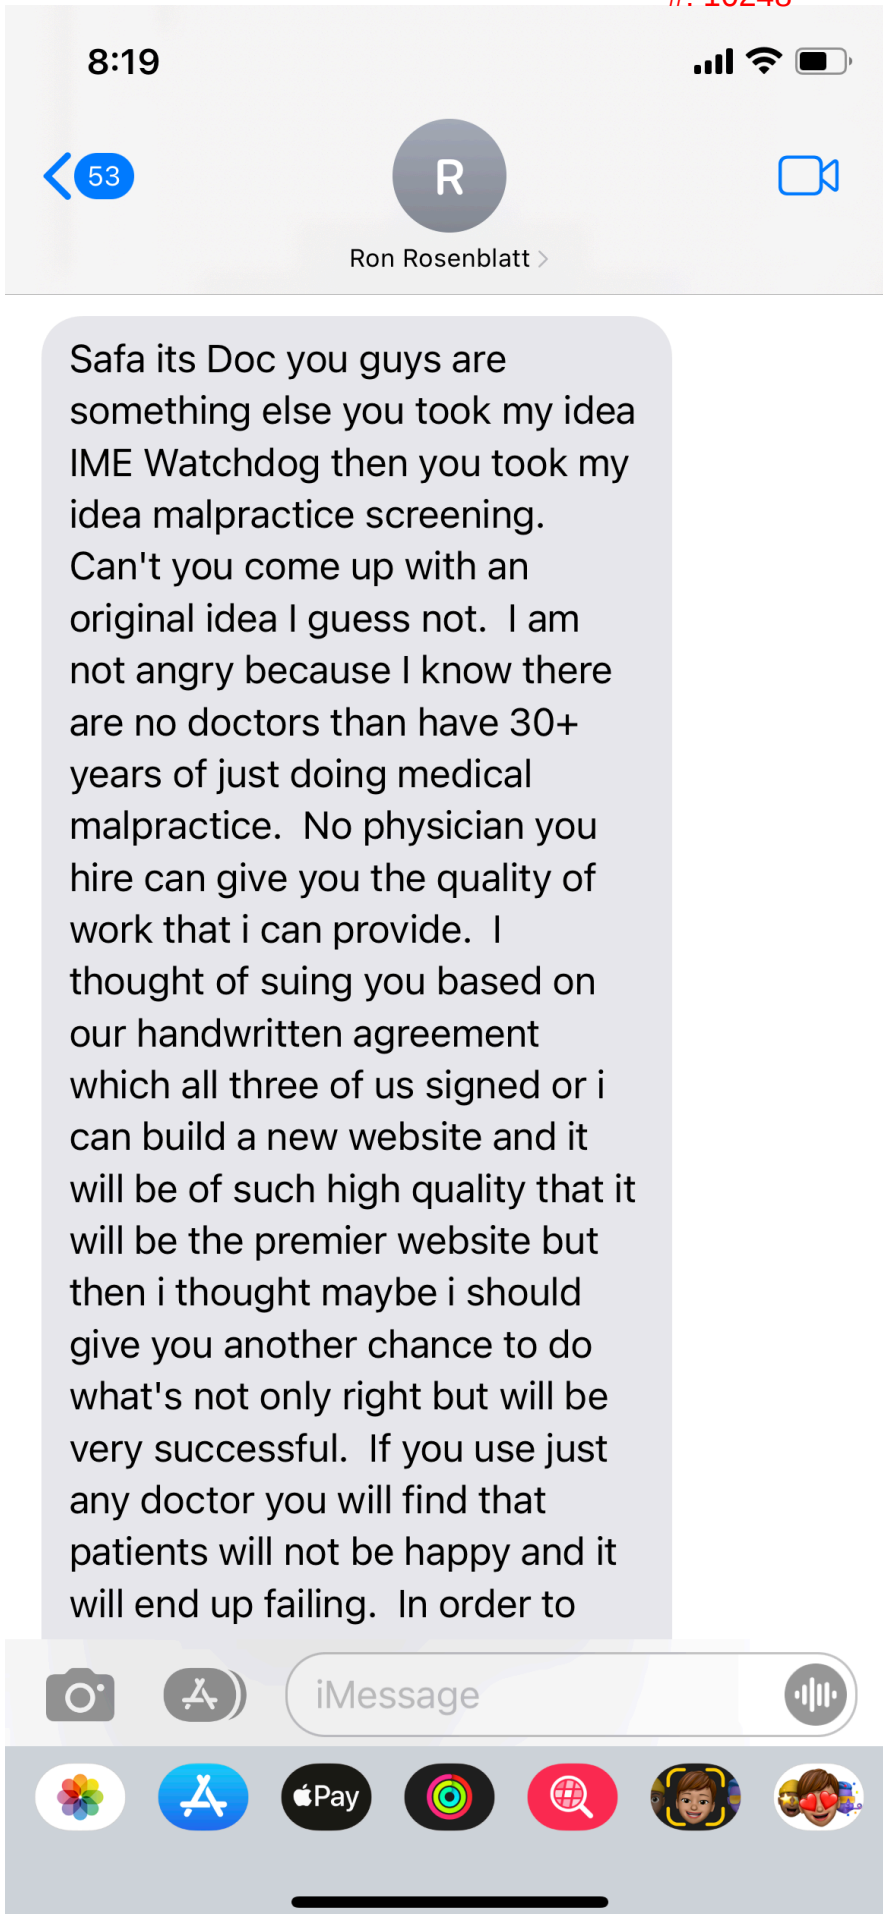 8:19
53
R
Ron Rosenblatt
Safa its Doc you guys are
something else you took my idea
IME Watchdog then you took my
idea malpractice screening.
Can't you come up with an
original idea I guess not.  I am
not angry because I know there
are no doctors than have 30+
years of just doing medical
malpractice.  No physician you
hire can give you the quality of
work that i can provide.  I
thought of suing you based on
our handwritten agreement
which all three of us signed or i
can build a new website and it
will be of such high quality that it
will be the premier website but
then i thought maybe i should
give you another chance to do
what's not only right but will be
very successful.  If you use just
any doctor you will find that
patients will not be happy and it
will end up failing.  In order to
iMessage
Pay